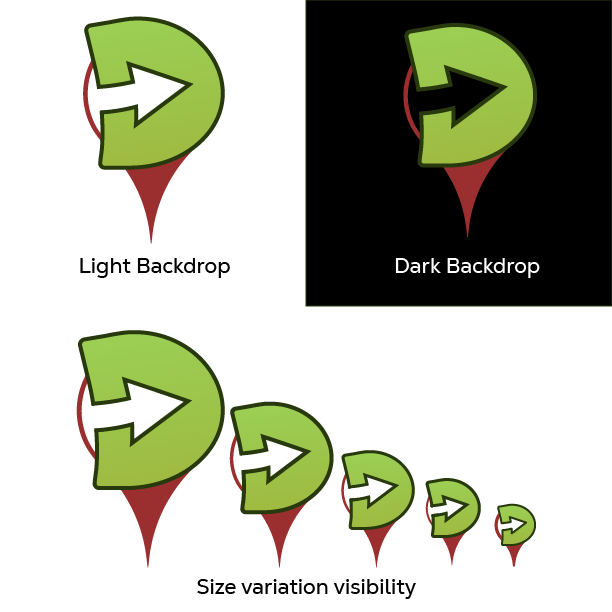 Light Backdrop
Dark Backdrop
Size variation visibility